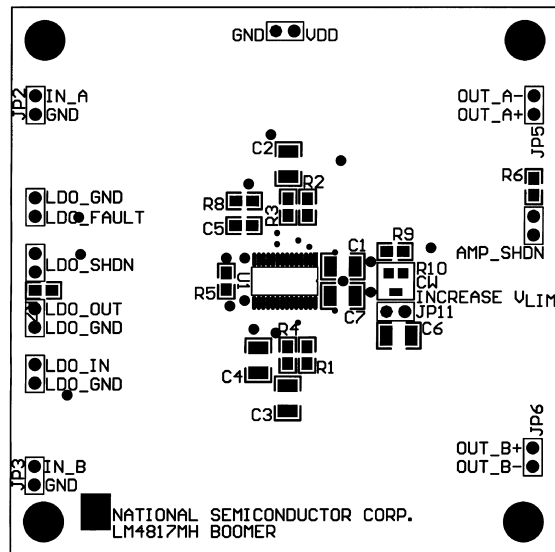 GND VDD
JP2 IN_A
GND
OUT_A-
OUT_A+
JP5
C2
R6
LDO_GND
LDO_FAULT
R8
R3
R2
C5
AMP_SHDN
LDO_SHDN
R9
C1
R10
CW
INCREASE VLIM
R5
U1
LDO_OUT
LDO_GND
C7
JP11
C6
R4
LDO_IN
LDO_GND
C4
R1
C3
JP6
OUT_B+
OUT_B-
JP3 IN_B
GND
NATIONAL SEMICONDUCTOR CORP.
LM4817MH BOOMER